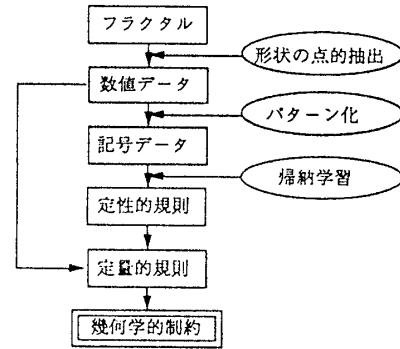 フラクタル
形状の点的抽出
数値データ
パターン化
記号データ
帰納学習
定性的規則
定量的規則
幾何学的制約